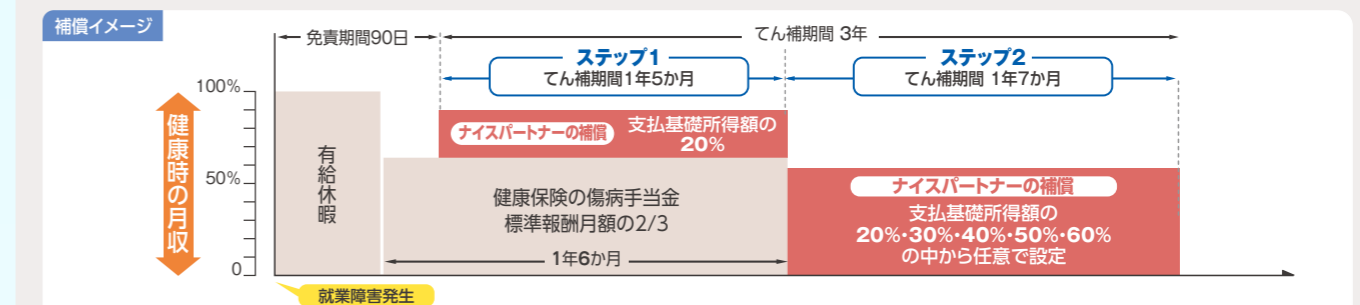 補償イメージ
免責期間90日
てん補期間 3年
ステップ1
てん補期間1年5か月
ステップ2
てん補期間 1年7か月
健康時の月収
100%
50%
0
有給休暇
ナイスパートナーの補償
支払基礎所得額の
20%
健康保険の傷病手当金
標準報酬月額の2/3
1年6か月
ナイスパートナーの補償
支払基礎所得額の
20%・30%・40%・50%・60%
の中から任意で設定
就業障害発生